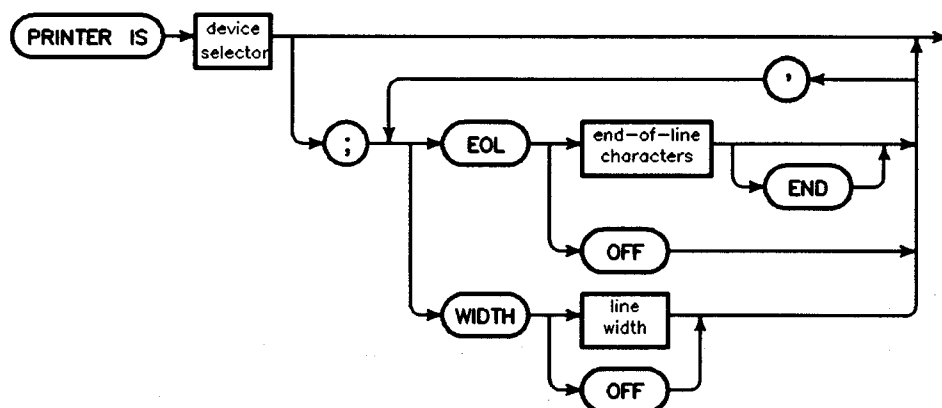 PRINTER IS
device
selector
,
;
EOL
end-of-line
characters
END
OFF
WIDTH
line
width
OFF